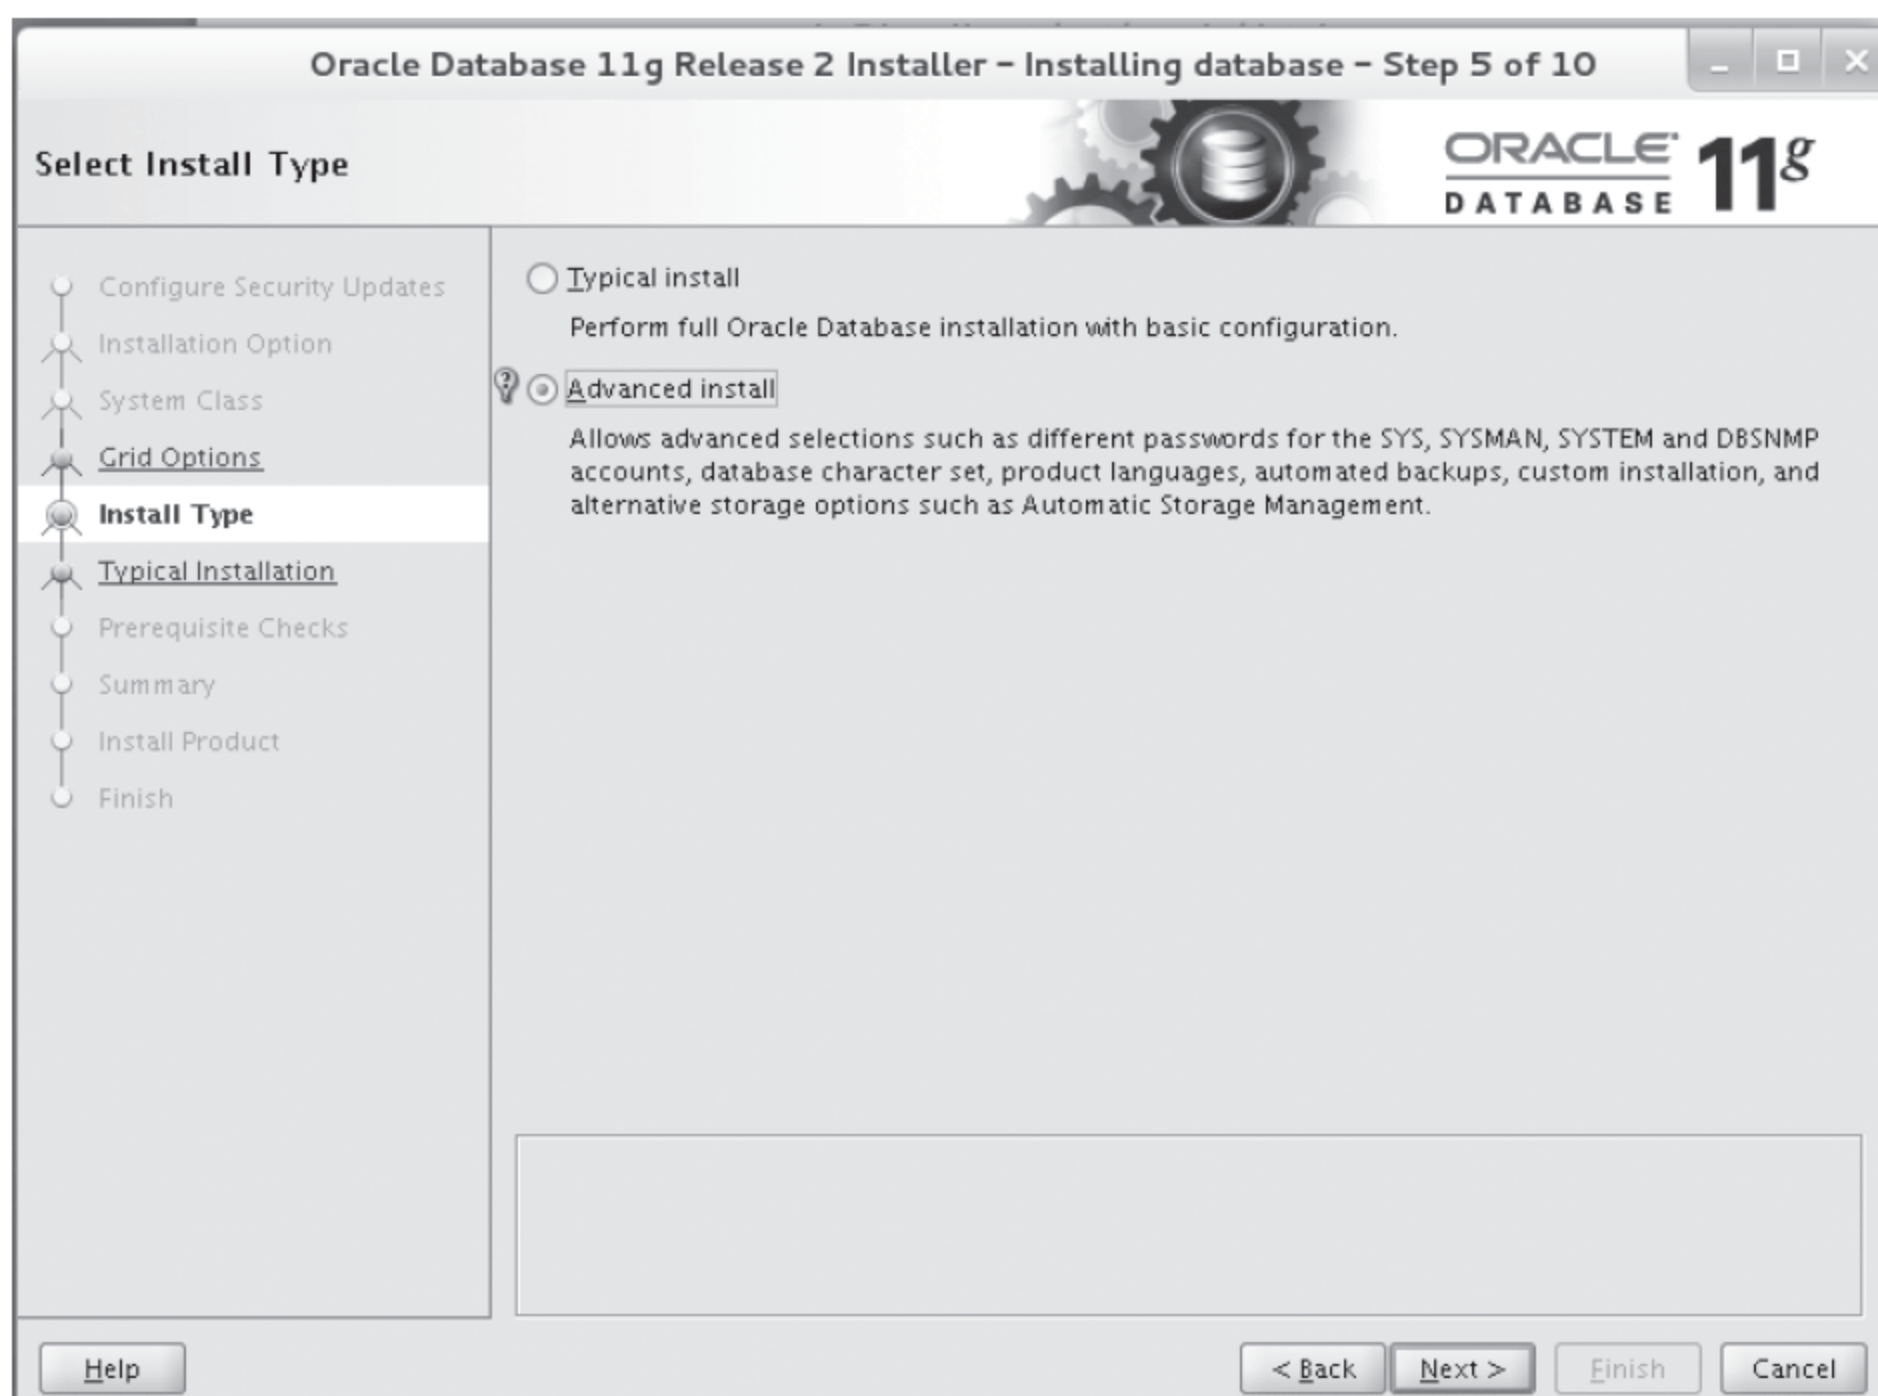 Oracle Database 11g Release 2 Installer – Installing database – Step 5 of 10
Select Install Type
ORACLE
DATABASE
11g
Configure Security Updates
Installation Option
System Class
Grid Options
Install Type
Typical Installation
Prerequisite Checks
Summary
Install Product
Finish
Typical install
Perform full Oracle Database installation with basic configuration.
Advanced install
Allows advanced selections such as different passwords for the SYS, SYSMAN, SYSTEM and DBSNMP
accounts, database character set, product languages, automated backups, custom installation, and
alternative storage options such as Automatic Storage Management.
Help
< Back
Next >
Finish
Cancel